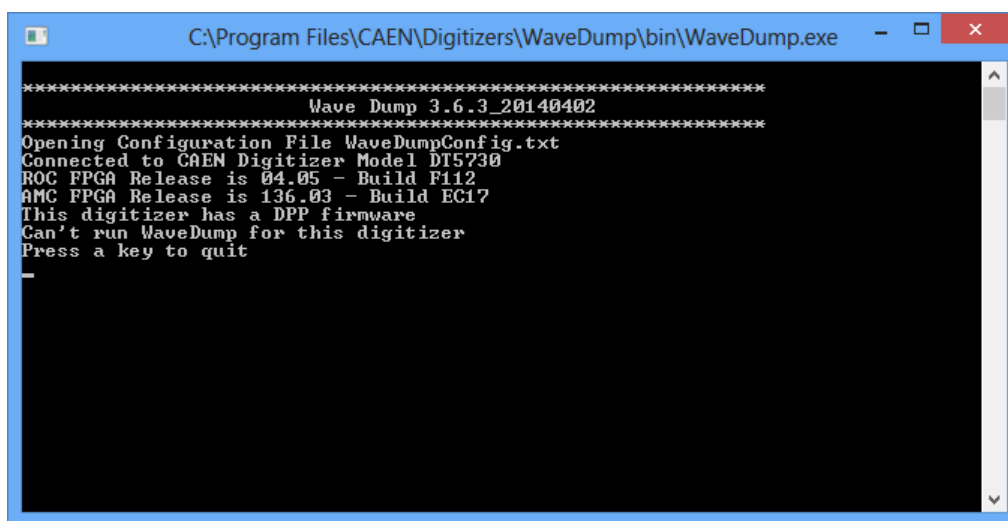 C:\Program Files\CAEN\Digitizers\WaveDump\bin\WaveDump.exe
**************************************************************
Wave Dump 3.6.3_20140402
**************************************************************
Opening Configuration File WaveDumpConfig.txt
Connected to CAEN Digitizer Model DT5730
ROC FPGA Release is 04.05 - Build F112
AMC FPGA Release is 136.03 - Build EC17
This digitizer has a DPP firmware
Can't run WaveDump for this digitizer
Press a key to quit